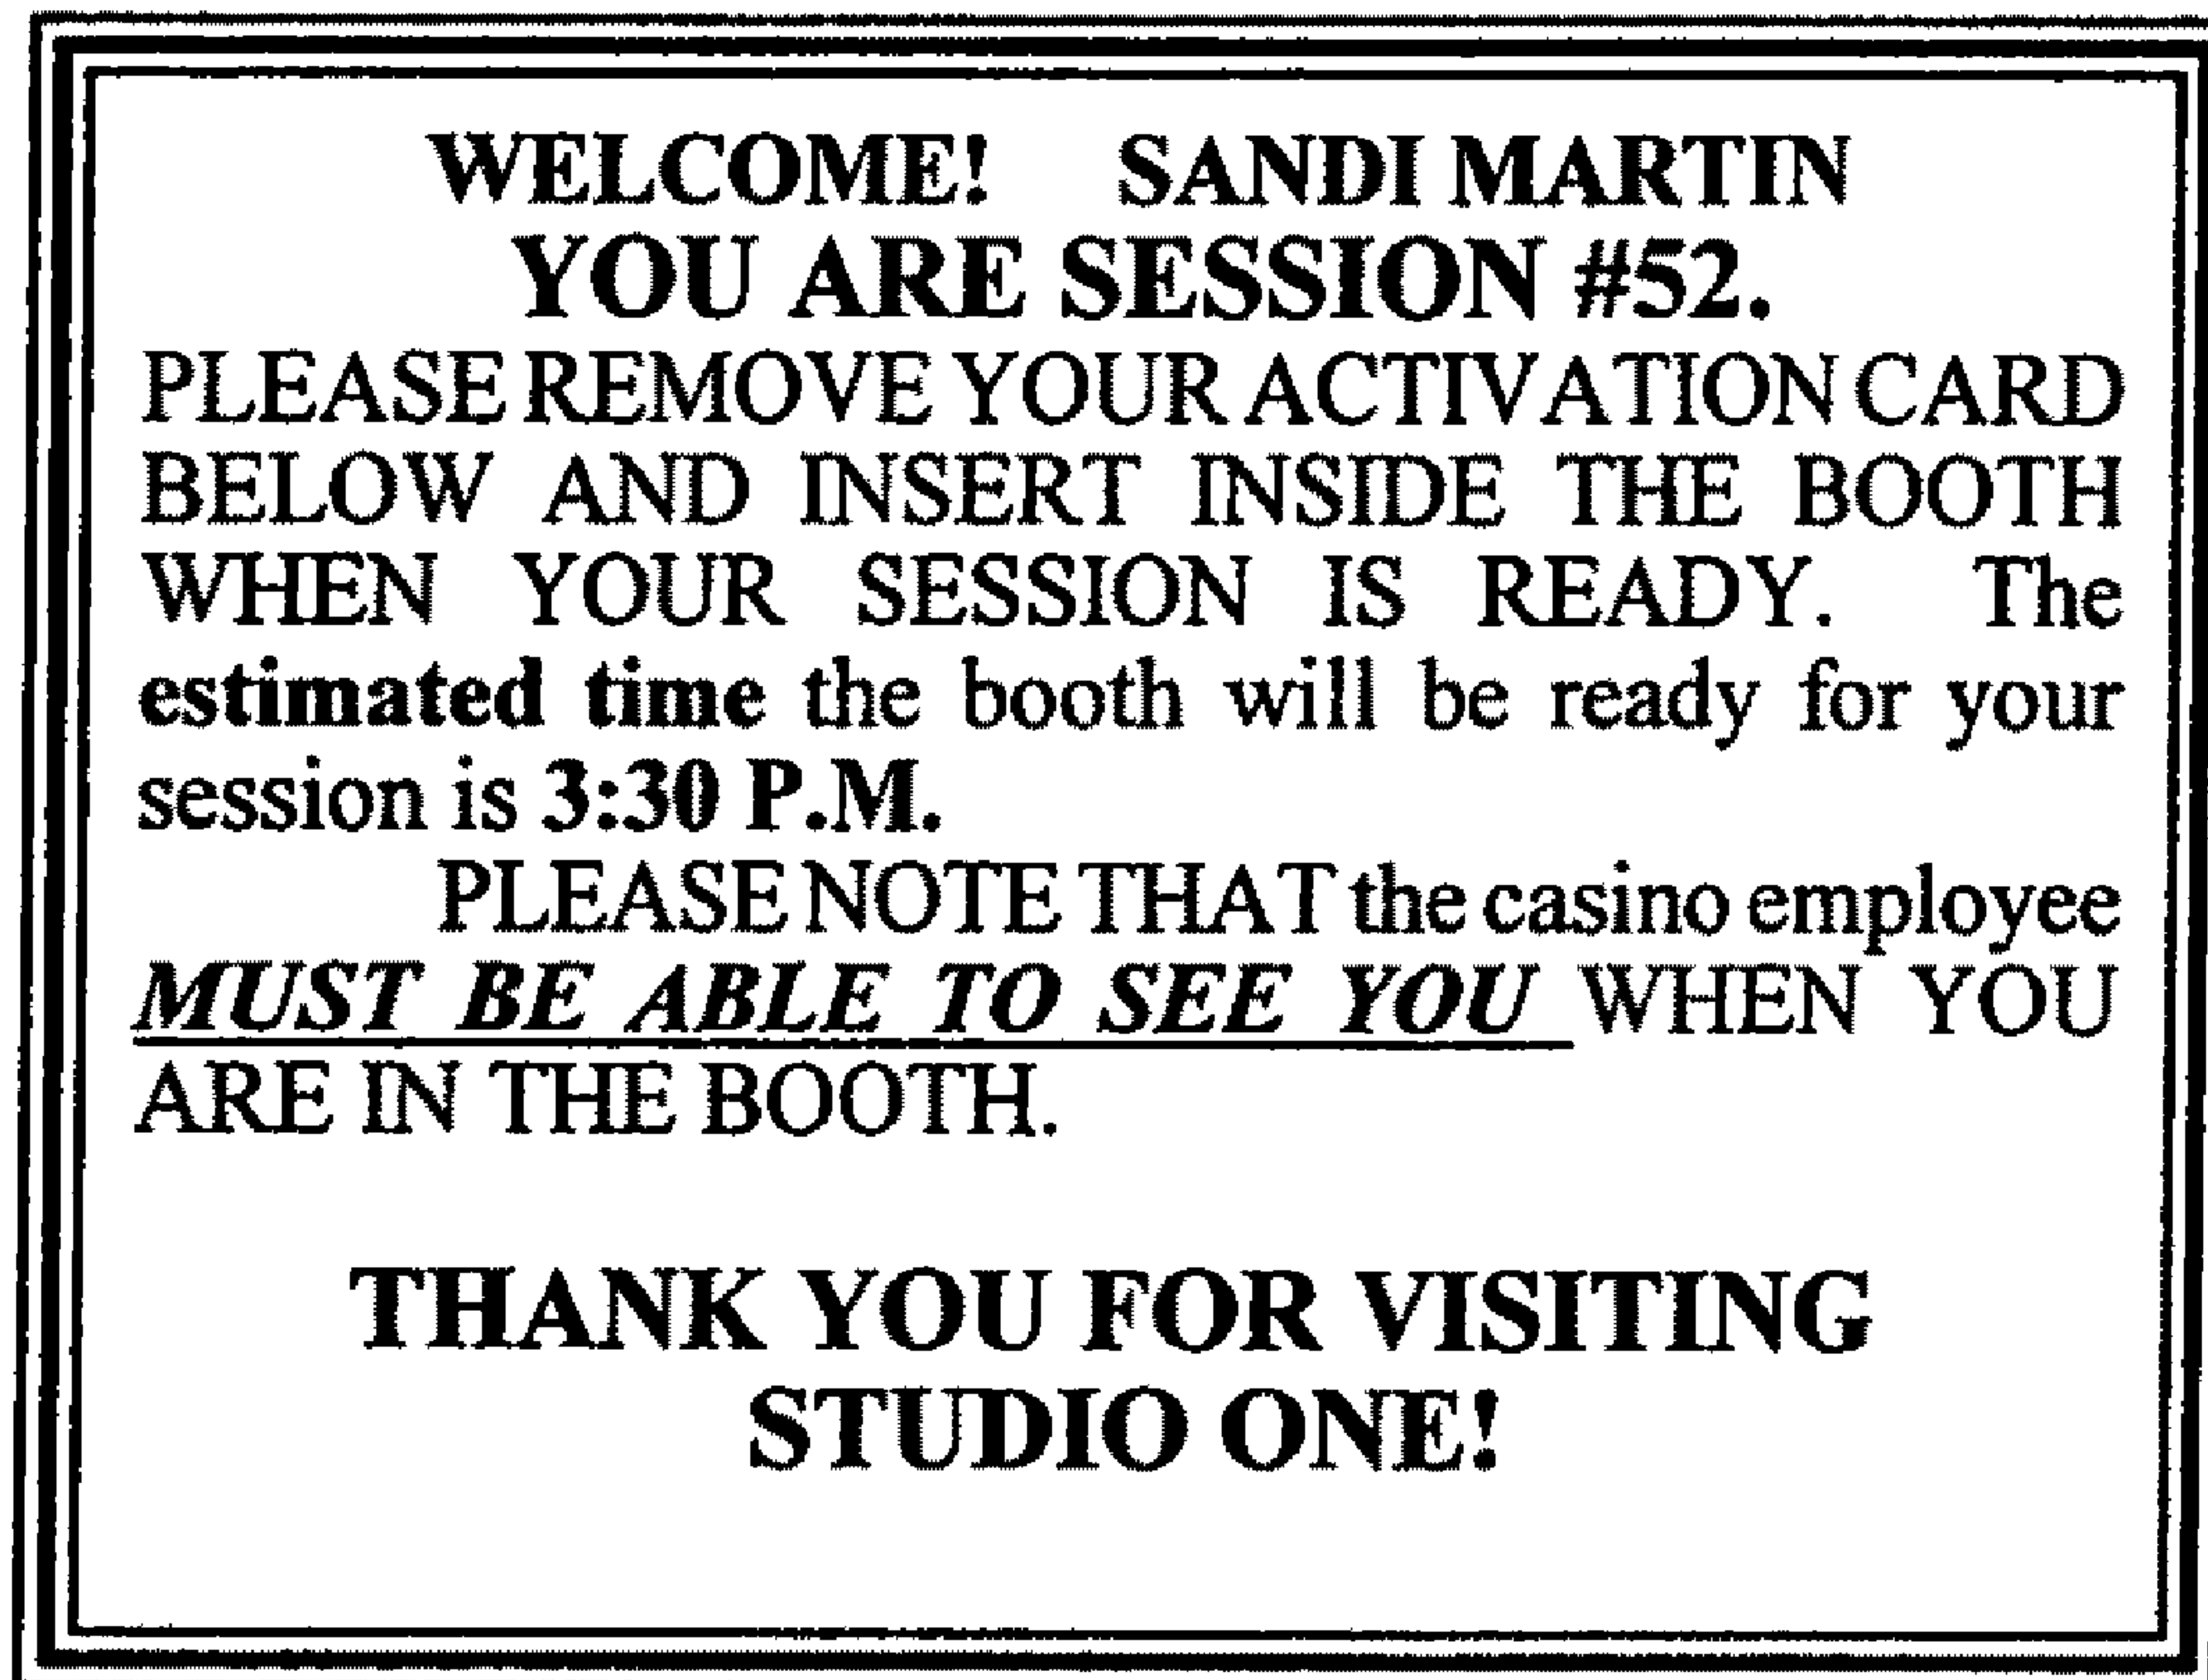 WELCOME! SANDI MARTIN
YOU ARE SESSION #52.
PLEASE REMOVE YOUR ACTIVATION CARD
BELOW AND INSERT INSIDE THE BOOTH
WHEN YOUR SESSION IS READY. The
estimated time the booth will be ready for your
session is 3:30 P.M.
PLEASE NOTE THAT the casino employee
MUST BE ABLE TO SEE YOU WHEN YOU
ARE IN THE BOOTH.
THANK YOU FOR VISITING
STUDIO ONE!